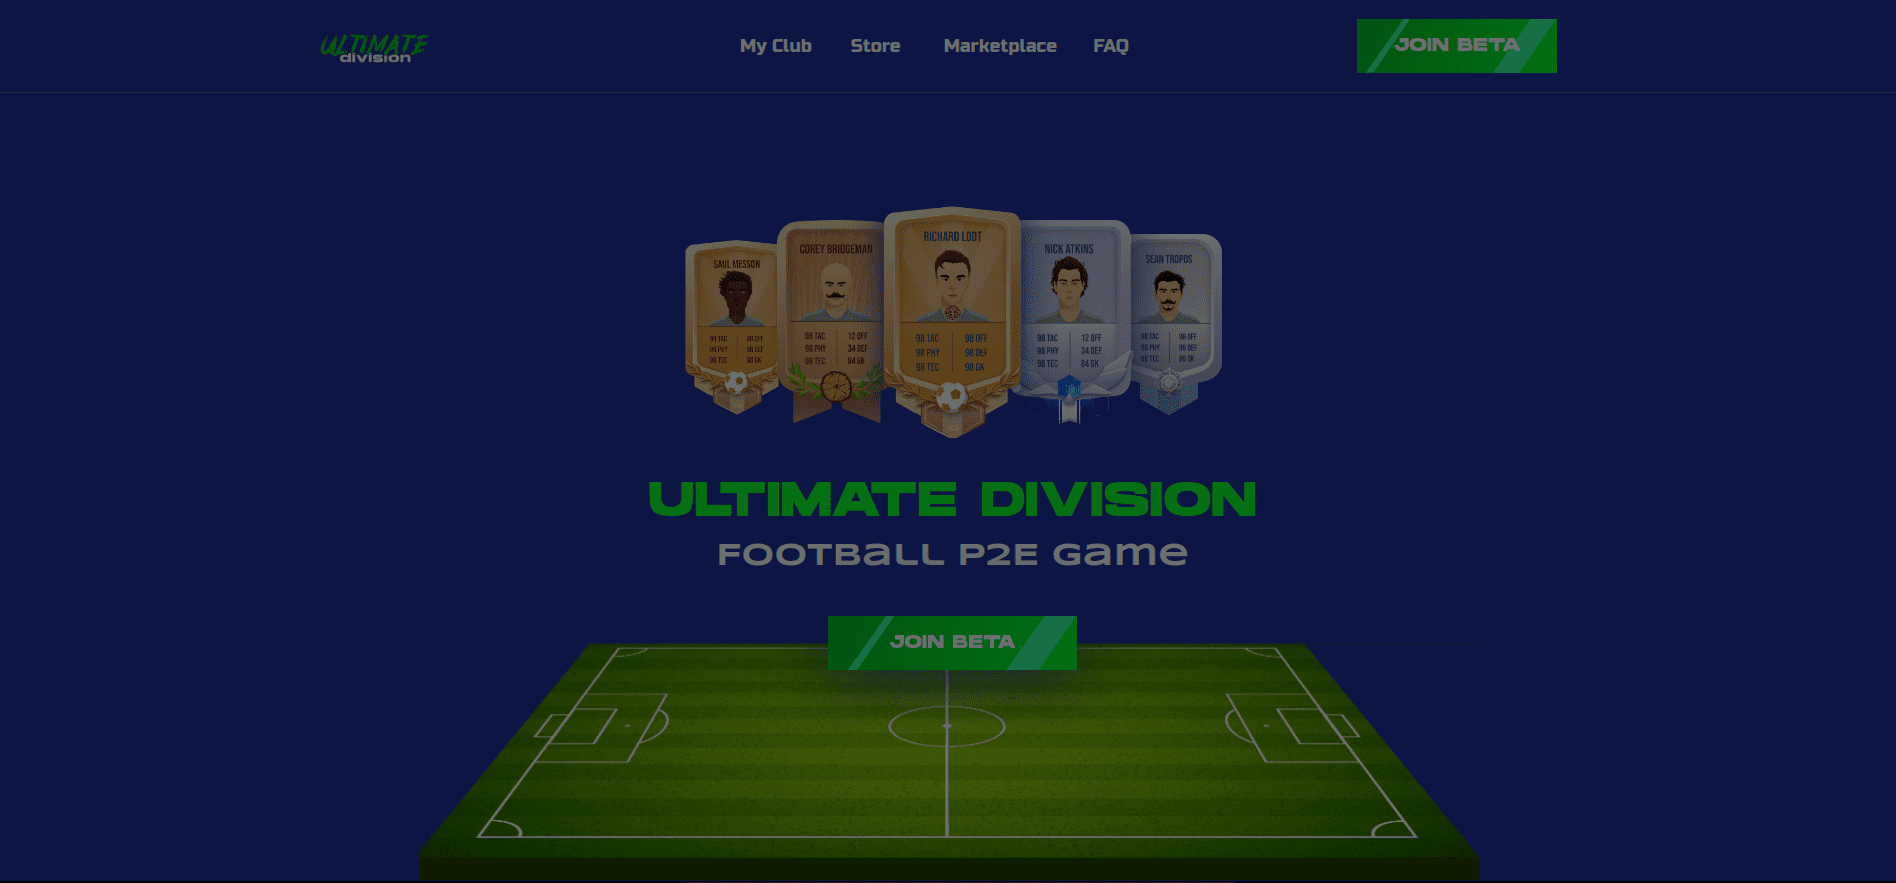 ULTIMATE
division
My Club
Store
Marketplace
FAQ
JOIN BETA
SAUL MESSON
98 TAC 98 OFF
98 PHY 98 DEF
98 TEC 98 GK
COREY BRIDGEMAN
98 TAC 12 OFF
98 PHY 34 DEF
98 TEC 64 GK
RICHARD LODT
98 TAC 98 OFF
98 PHY 98 DEF
98 TEC 98 GK
NICK ATKINS
98 TAC 12 OFF
98 PHY 34 DEF
98 TEC 64 GK
SEAN TROPOS
98 TAC 98 OFF
98 PHY 98 DEF
98 TEC 98 GK
ULTIMATE DIVISION
FOOTBaLL P2E Game
JOIN BETA